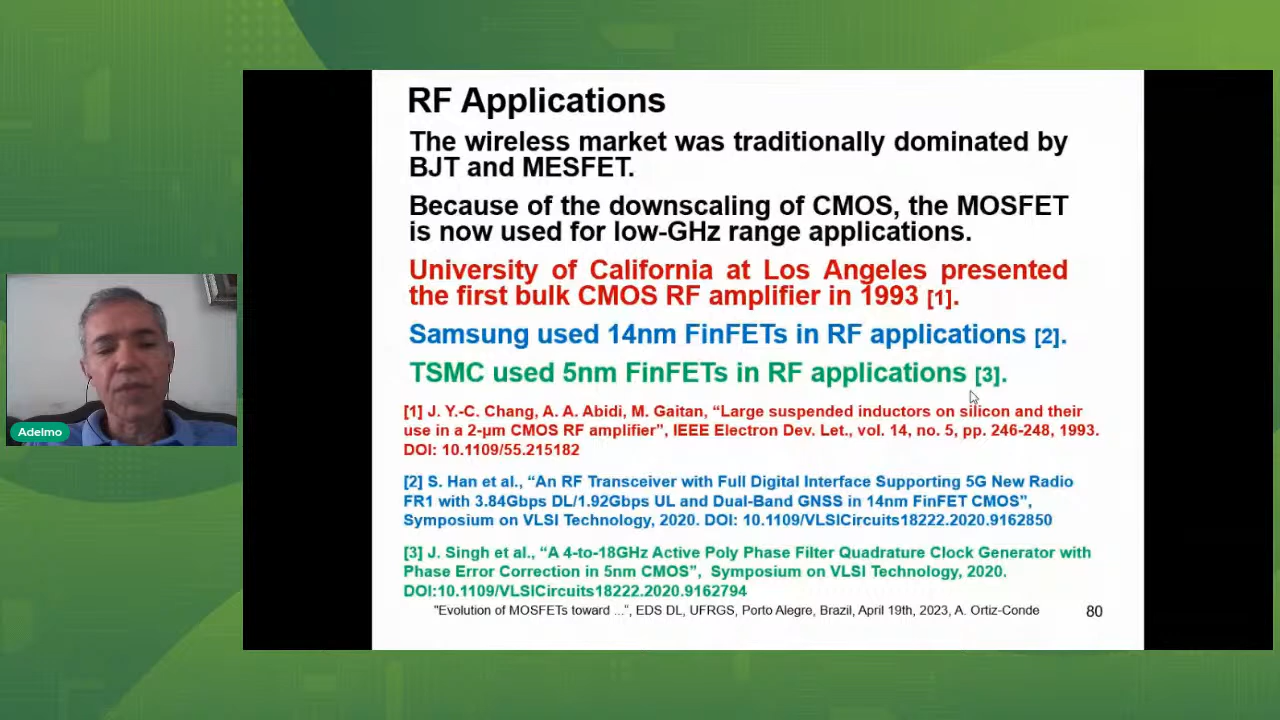 RF Applications
The wireless market was traditionally dominated by
BJT and MESFET.
Because of the downscaling of CMOS, the MOSFET
is now used for low-GHz range applications.
University of California at Los Angeles presented
the first bulk CMOS RF amplifier in 1993 [1].
Samsung used 14nm FinFETs in RF applications [2].
TSMC used 5nm FinFETs in RF applications [3].
[1] J. Y.-C. Chang, A. A. Abidi, M. Gaitan, “Large suspended inductors on silicon and their
use in a 2-μm CMOS RF amplifier”, IEEE Electron Dev. Let., vol. 14, no. 5, pp. 246-248, 1993.
DOI: 10.1109/55.215182
[2] S. Han et al., “An RF Transceiver with Full Digital Interface Supporting 5G New Radio
FR1 with 3.84Gbps DL/1.92Gbps UL and Dual-Band GNSS in 14nm FinFET CMOS”,
Symposium on VLSI Technology, 2020. DOI: 10.1109/VLSICircuits18222.2020.9162850
[3] J. Singh et al., “A 4-to-18GHz Active Poly Phase Filter Quadrature Clock Generator with
Phase Error Correction in 5nm CMOS”, Symposium on VLSI Technology, 2020.
DOI:10.1109/VLSICircuits18222.2020.9162794
"Evolution of MOSFETs toward ...", EDS DL, UFRGS, Porto Alegre, Brazil, April 19th, 2023, A. Ortiz-Conde 80
Adelmo